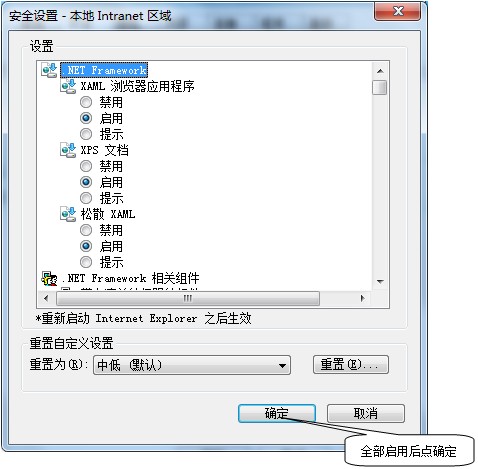 安全设置 - 本地 Intranet 区域
设置
.NET Framework
XAML 浏览器应用程序
禁用
启用
提示
XPS 文档
禁用
启用
提示
松散 XAML
禁用
启用
提示
.NET Framework 相关组件
*重新启动 Internet Explorer 之后生效
重置自定义设置
重置为(R): 中低 (默认) 重置(E)...
确定 取消
全部启用后点确定